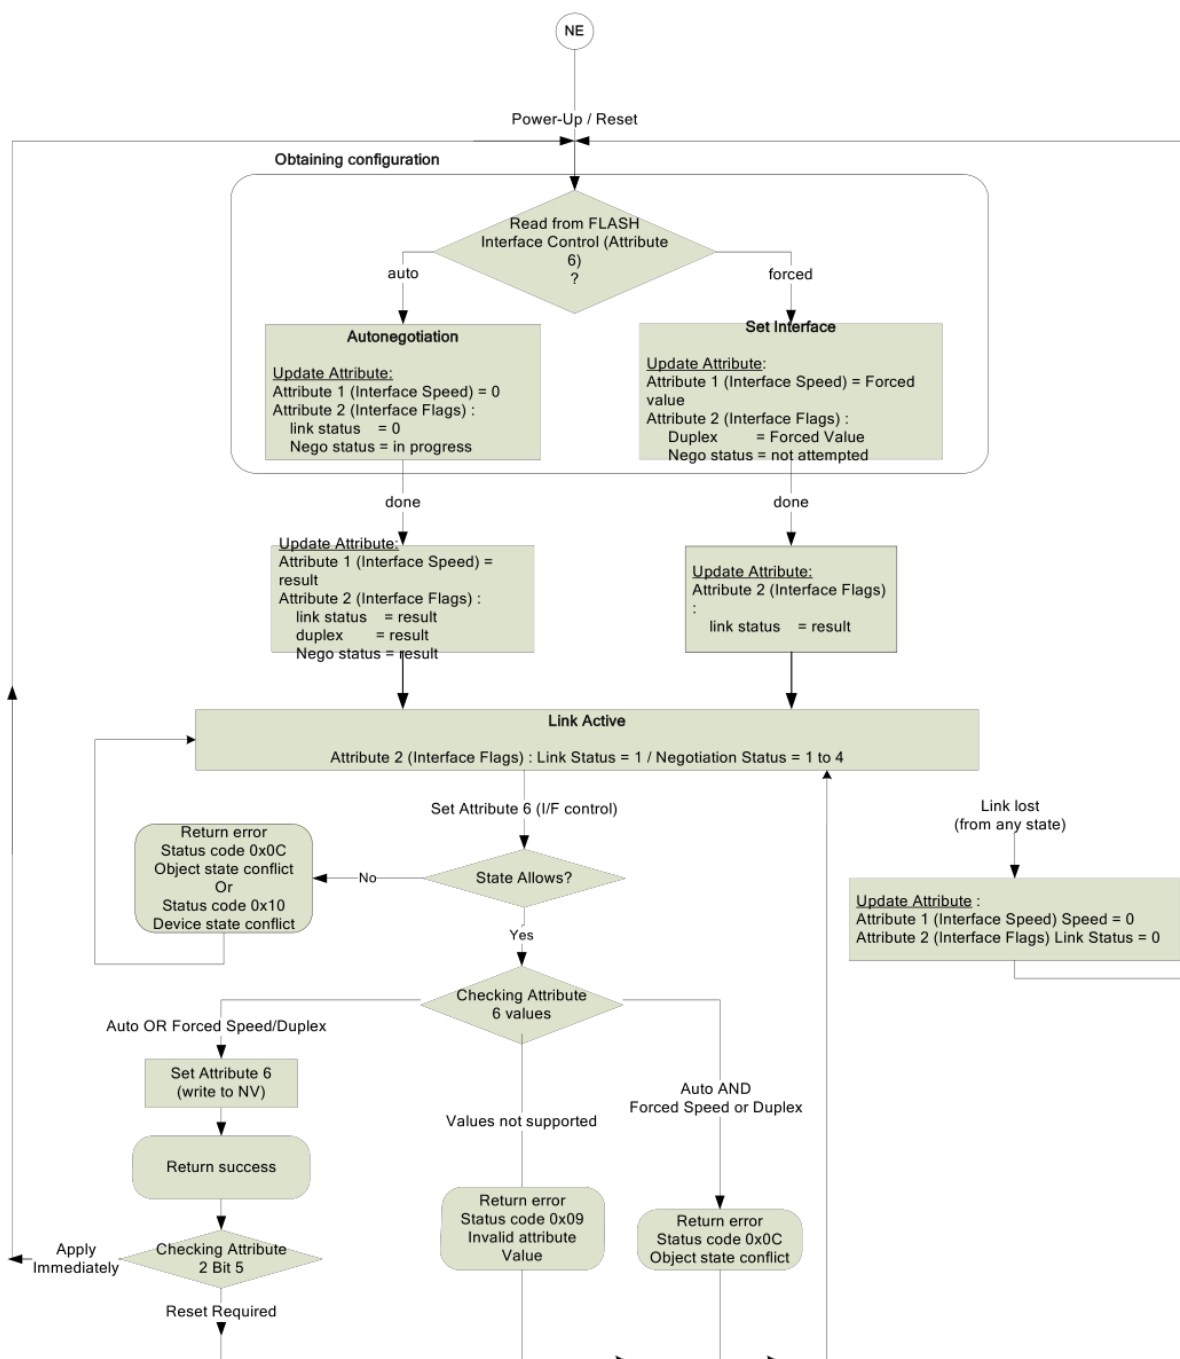 NE
Power-Up / Reset
Obtaining configuration
Read from FLASH
Interface Control (Attribute
6)
?
auto
forced
Autonegotiation
Update Attribute:
Attribute 1 (Interface Speed) = 0
Attribute 2 (Interface Flags) :
link status = 0
Nego status = in progress
Set Interface
Update Attribute:
Attribute 1 (Interface Speed) = Forced
value
Attribute 2 (Interface Flags) :
Duplex = Forced Value
Nego status = not attempted
done
done
Update Attribute:
Attribute 1 (Interface Speed) =
result
Attribute 2 (Interface Flags) :
link status = result
duplex = result
Nego status = result
Update Attribute:
Attribute 2 (Interface Flags)
:
link status = result
Link Active
Attribute 2 (Interface Flags) : Link Status = 1 / Negotiation Status = 1 to 4
Set Attribute 6 (I/F control)
Link lost
(from any state)
Return error
Status code 0x0C
Object state conflict
Or
Status code 0x10
Device state conflict
No
State Allows?
Yes
Update Attribute :
Attribute 1 (Interface Speed) Speed = 0
Attribute 2 (Interface Flags) Link Status = 0
Checking Attribute
6 values
Auto OR Forced Speed/Duplex
Set Attribute 6
(write to NV)
Auto AND
Forced Speed or Duplex
Values not supported
Return success
Return error
Status code 0x09
Invalid attribute
Value
Return error
Status code 0x0C
Object state conflict
Apply
Immediately
Checking Attribute
2 Bit 5
Reset Required